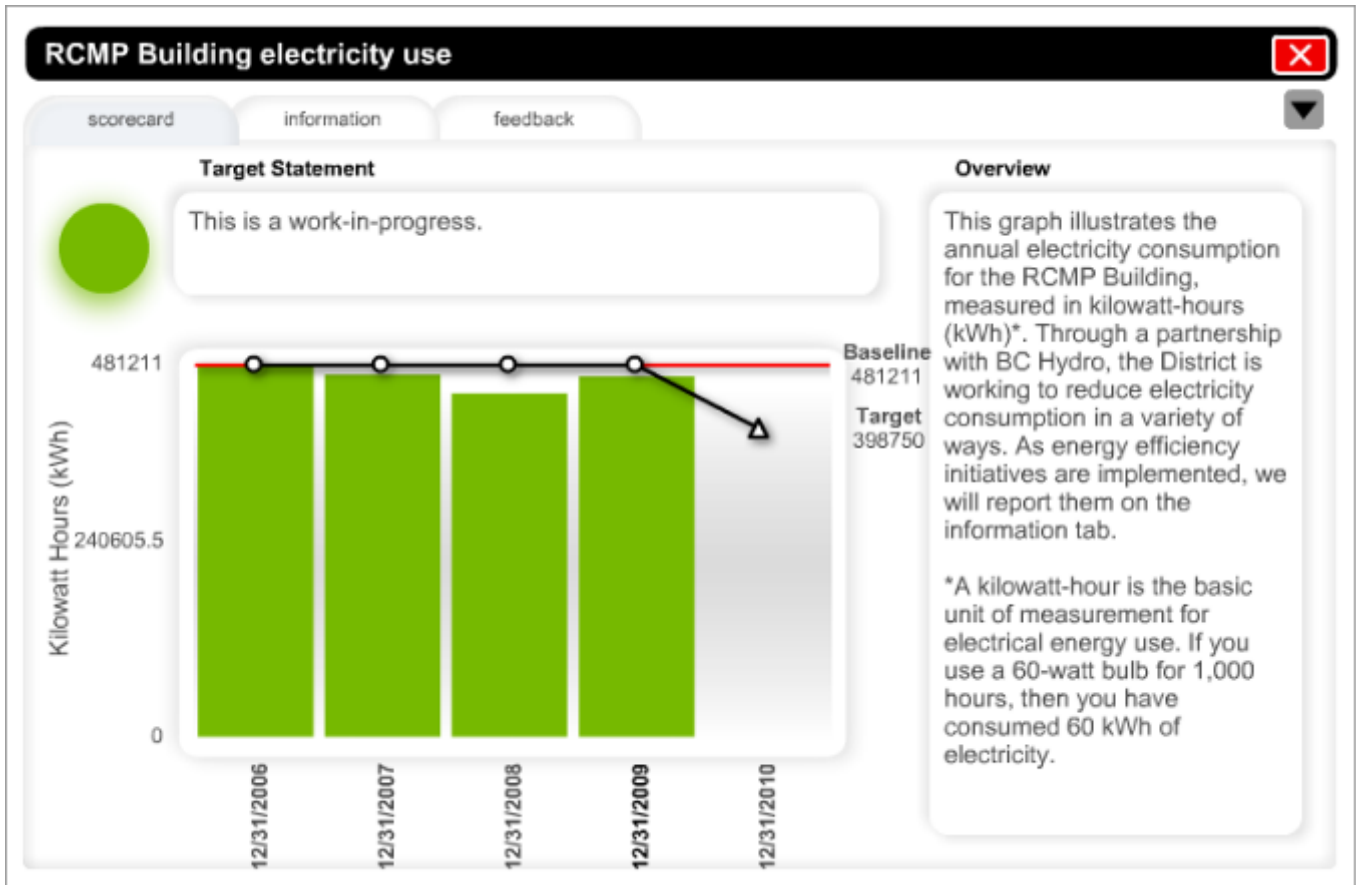 RCMP Building electricity use
scorecard
information
feedback
Target Statement
This is a work-in-progress.
481211
240605.5
0
Kilowatt Hours (kWh)
Baseline
481211
Target
398750
12/31/2006
12/31/2007
12/31/2008
12/31/2009
12/31/2010
Overview
This graph illustrates the
annual electricity consumption
for the RCMP Building,
measured in kilowatt-hours
(kWh)*. Through a partnership
with BC Hydro, the District is
working to reduce electricity
consumption in a variety of
ways. As energy efficiency
initiatives are implemented, we
will report them on the
information tab.
*A kilowatt-hour is the basic
unit of measurement for
electrical energy use. If you
use a 60-watt bulb for 1,000
hours, then you have
consumed 60 kWh of
electricity.